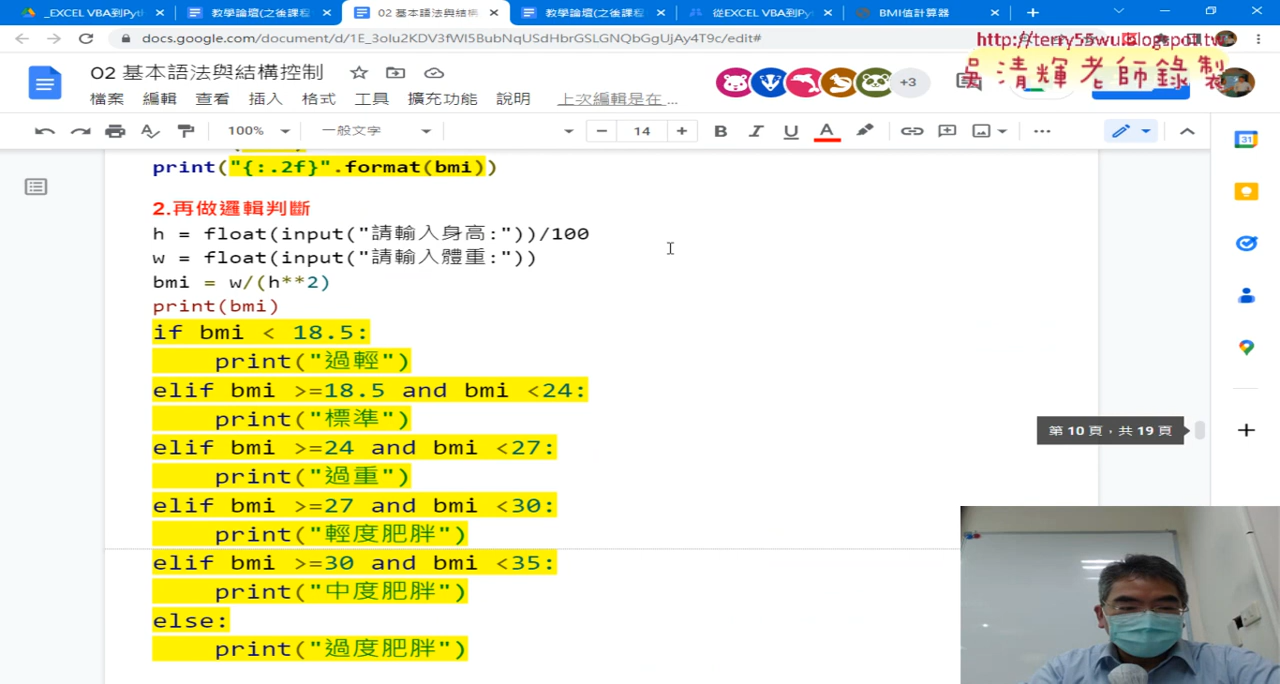 _EXCEL VBA到Pyth
教學論壇(之後課程
02 基本語法與結構
教學論壇(之後課程
從EXCEL VBA到Py
BMI值計算器
docs.google.com/document/d/1E_3oIu2KDV3fWI5BubNqUSdHbrGSLGNQbGgUjAy4T9c/edit#
http://terry55wu.blogspot.tw
吳清輝老師錄製
02 基本語法與結構控制
+3
檔案 編輯 查看 插入 格式 工具 擴充功能 說明 上次編輯是在 ...
100% 一般文字 14 B I U A
print("{:.2f}".format(bmi))
2.再做邏輯判斷
h = float(input("請輸入身高:"))/100
w = float(input("請輸入體重:"))
bmi = w/(h**2)
print(bmi)
if bmi < 18.5:
print("過輕")
elif bmi >=18.5 and bmi <24:
print("標準")
elif bmi >=24 and bmi <27:
print("過重")
第 10 頁，共 19 頁
elif bmi >=27 and bmi <30:
print("輕度肥胖")
elif bmi >=30 and bmi <35:
print("中度肥胖")
else:
print("過度肥胖")